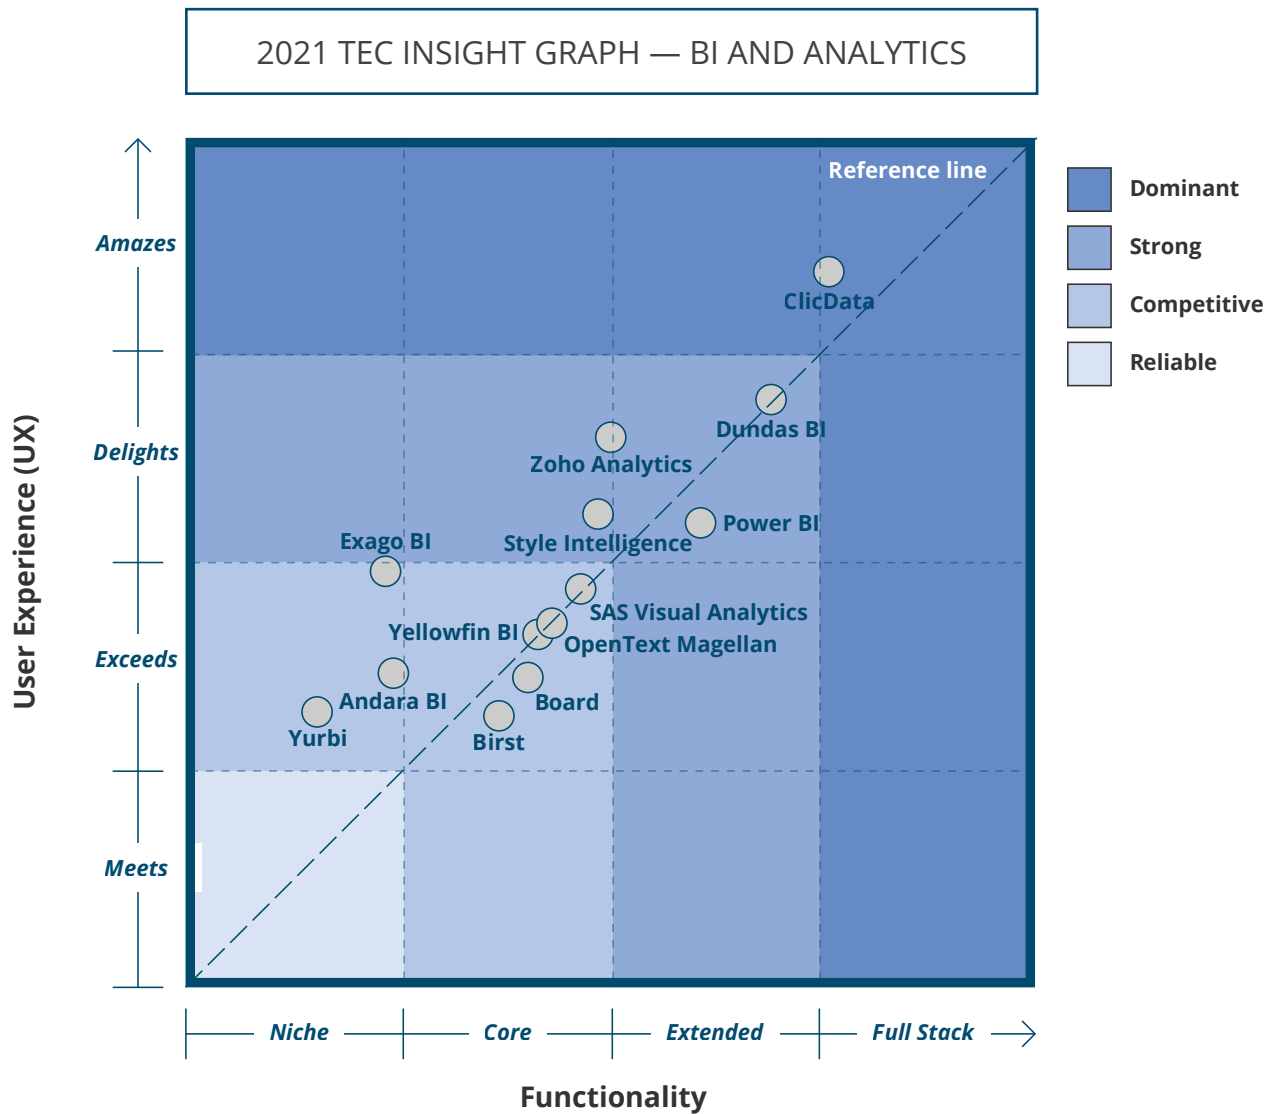 2021 TEC INSIGHT GRAPH — BI AND ANALYTICS
Reference line
Dominant
Strong
Competitive
Reliable
User Experience (UX)
Amazes
Delights
Exceeds
Meets
ClicData
Dundas BI
Zoho Analytics
Power BI
Style Intelligence
Exago BI
SAS Visual Analytics
Yellowfin BI
OpenText Magellan
Andara BI
Board
Yurbi
Birst
Niche
Core
Extended
Full Stack
Functionality